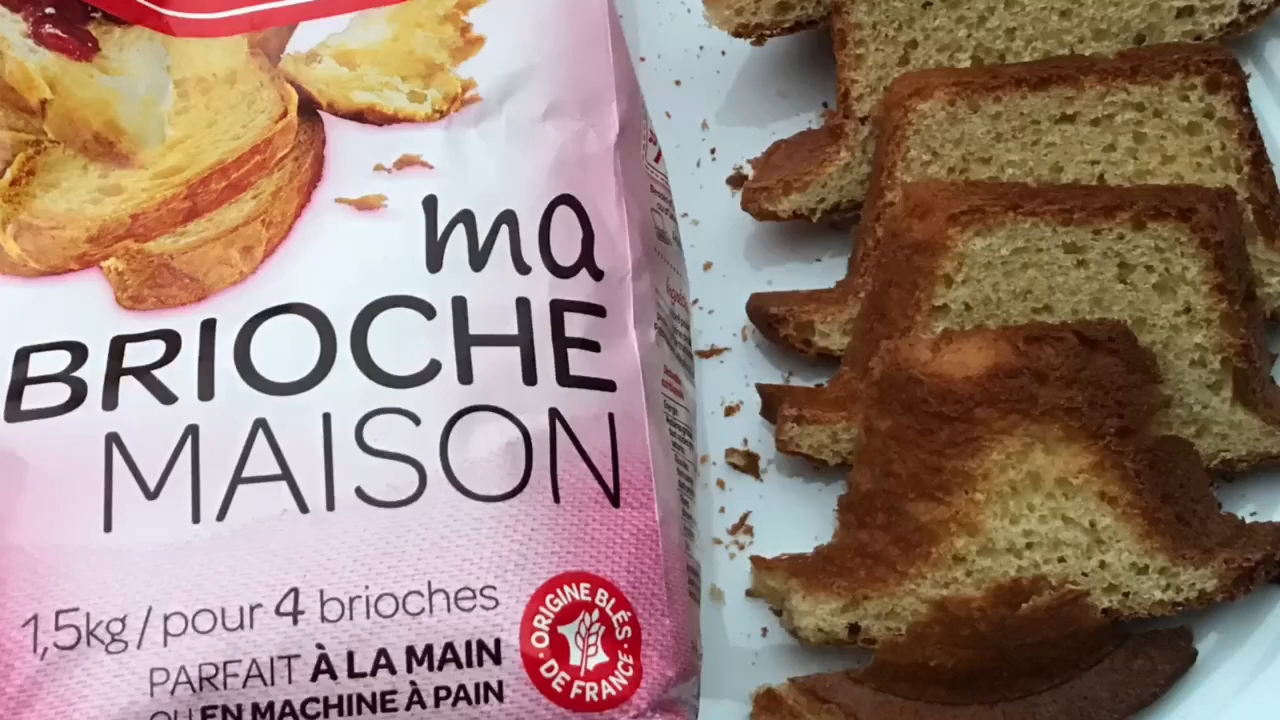 ma
BRIOCHE
MAISON
1,5kg/pour 4 brioches
PARFAIT À LA MAIN
OU EN MACHINE À PAIN
ORIGINE BLÉS
DE FRANCE